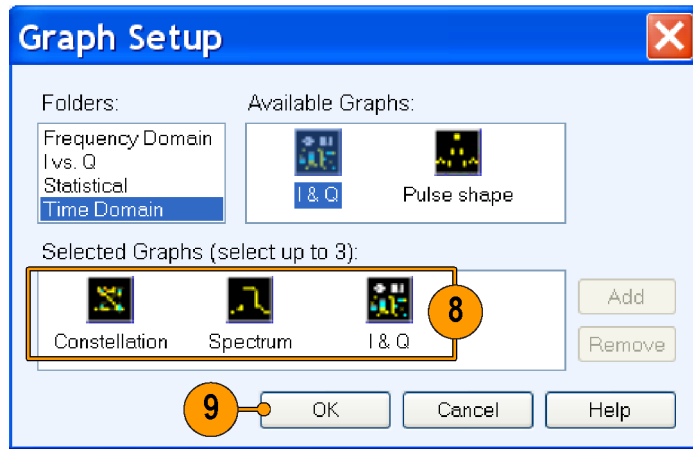 Graph Setup
Folders: Available Graphs:
Frequency Domain
I vs. Q
Statistical
Time Domain
I & Q Pulse shape
Selected Graphs (select up to 3):
Constellation Spectrum I & Q
8
Add
Remove
9
OK Cancel Help